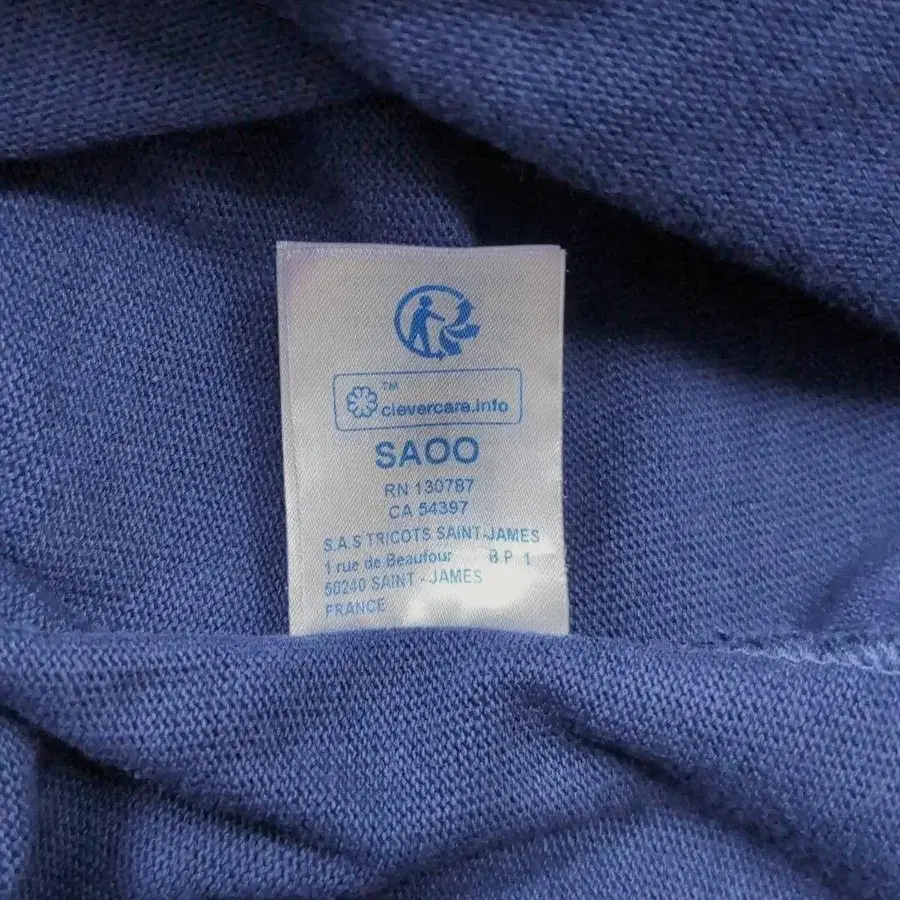 ™
clevercare.info
SAOO
RN 130787
CA 54397
S.A.S TRICOTS SAINT-JAMES
1 rue de Beaufour B.P. 1
50240 SAINT - JAMES
FRANCE